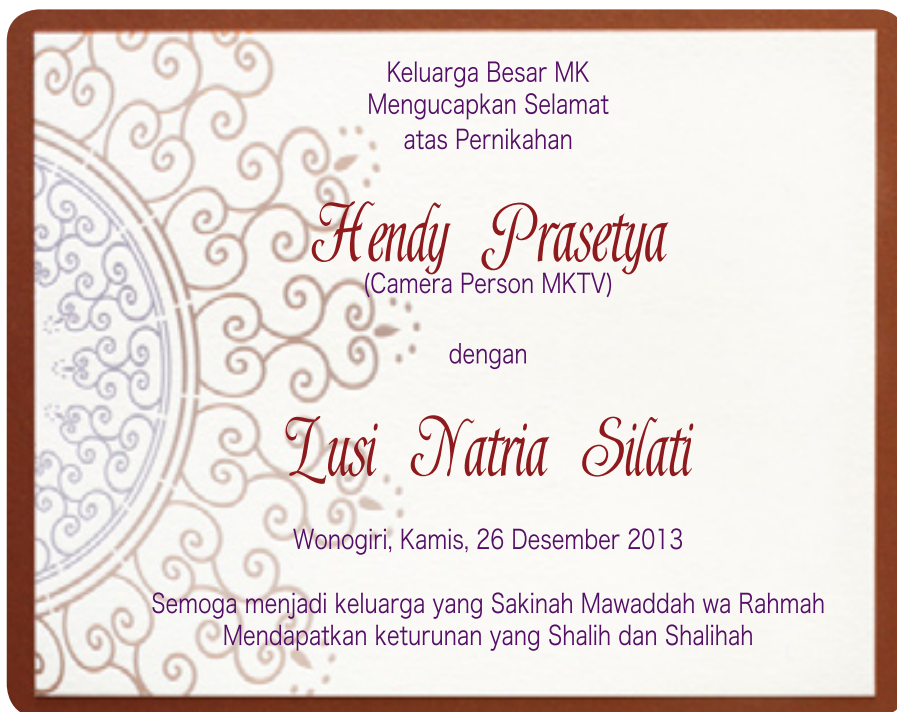 Keluarga Besar MK
Mengucapkan Selamat
atas Pernikahan
Hendy Prasetya
(Camera Person MKTV)
dengan
Lusi Natria Silati
Wonogiri, Kamis, 26 Desember 2013
Semoga menjadi keluarga yang Sakinah Mawaddah wa Rahmah
Mendapatkan keturunan yang Shalih dan Shalihah